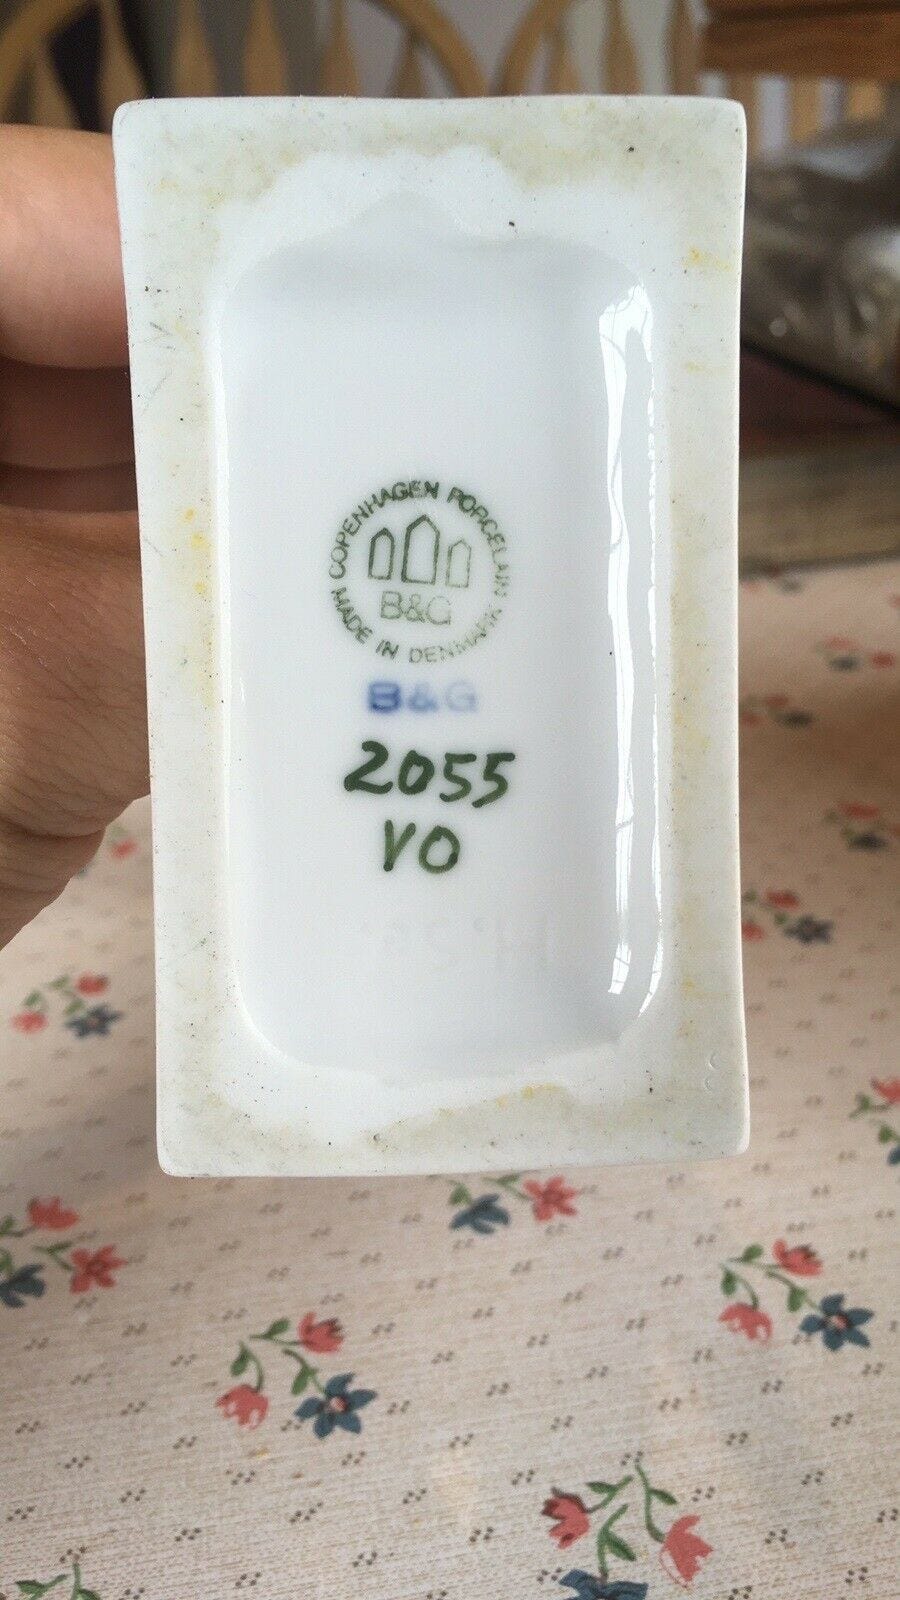 COPENHAGEN PORCELAIN
B&G
MADE IN DENMARK
B&G
2055
VO